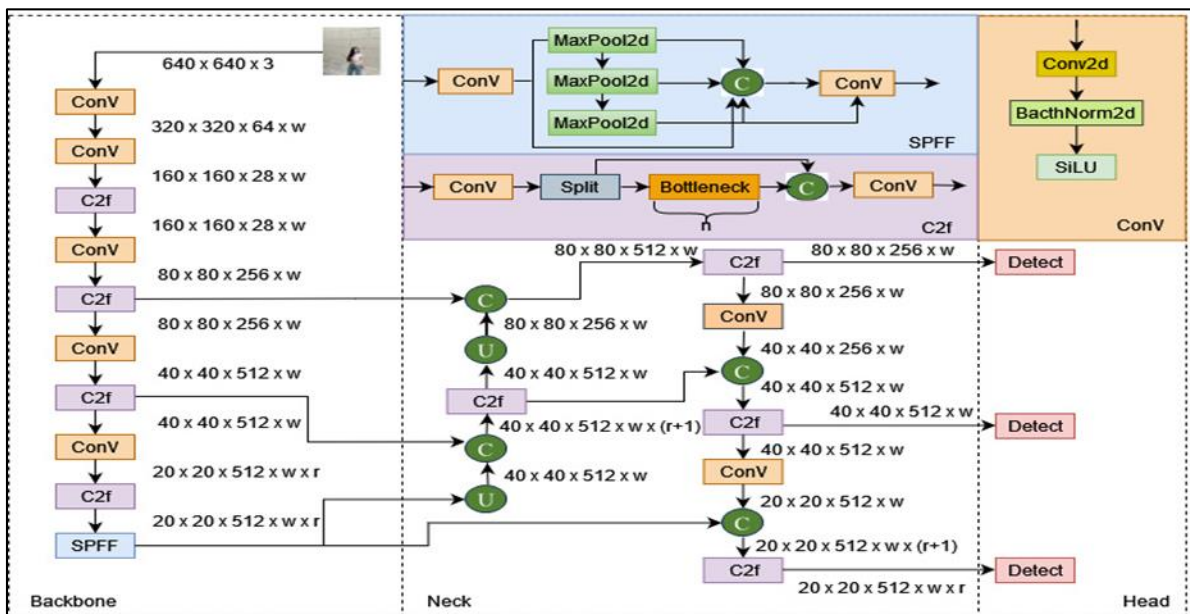 640 x 640 x 3
ConV
320 x 320 x 64 x w
ConV
160 x 160 x 28 x w
C2f
160 x 160 x 28 x w
ConV
80 x 80 x 256 x w
C2f
80 x 80 x 256 x w
ConV
40 x 40 x 512 x w
C2f
40 x 40 x 512 x w
ConV
20 x 20 x 512 x w x r
C2f
20 x 20 x 512 x w x r
SPFF
Backbone
MaxPool2d
ConV
MaxPool2d
C
ConV
MaxPool2d
SPFF
ConV
Split
Bottleneck
C
ConV
n
C2f
Conv2d
BacthNorm2d
SiLU
ConV
80 x 80 x 512 x w
C2f
80 x 80 x 256 x w
Detect
C
80 x 80 x 256 x w
80 x 80 x 256 x w
ConV
U
40 x 40 x 256 x w
40 x 40 x 512 x w
C
C2f
40 x 40 x 512 x w
40 x 40 x 512 x w x (r+1)
C2f
40 x 40 x 512 x w
Detect
C
40 x 40 x 512 x w
40 x 40 x 512 x w
ConV
U
20 x 20 x 512 x w
C
20 x 20 x 512 x w x (r+1)
C2f
20 x 20 x 512 x w x r
Detect
Neck
Head